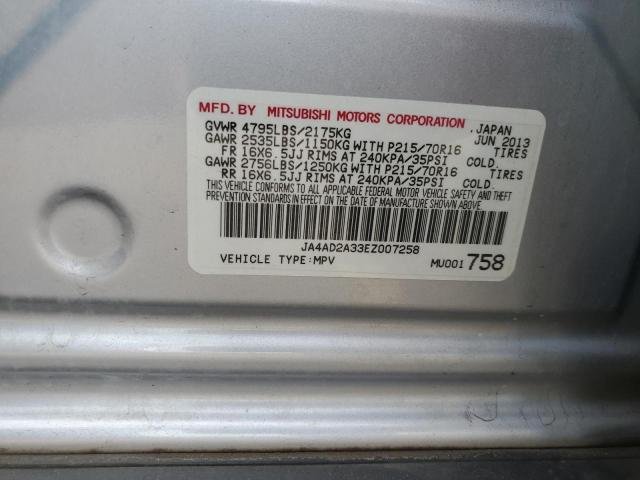 MFD. BY MITSUBISHI MOTORS CORPORATION , JAPAN
GVWR 4795LBS/2175KG JUN 2013
GAWR 2535LBS/1150KG WITH P215/70R16 TIRES
FR 16X6.5JJ RIMS AT 240KPA/35PSI COLD.
GAWR 2756LBS/1250KG WITH P215/70R16 TIRES
RR 16X6.5JJ RIMS AT 240KPA/35PSI COLD.
THIS VEHICLE CONFORMS TO ALL APPLICABLE FEDERAL MOTOR VEHICLE SAFETY AND THEFT
PREVENTION STANDARDS IN EFFECT ON THE DATE OF MANUFACTURE SHOWN ABOVE.
JA4AD2A33EZ007258
VEHICLE TYPE:MPV MU001 758